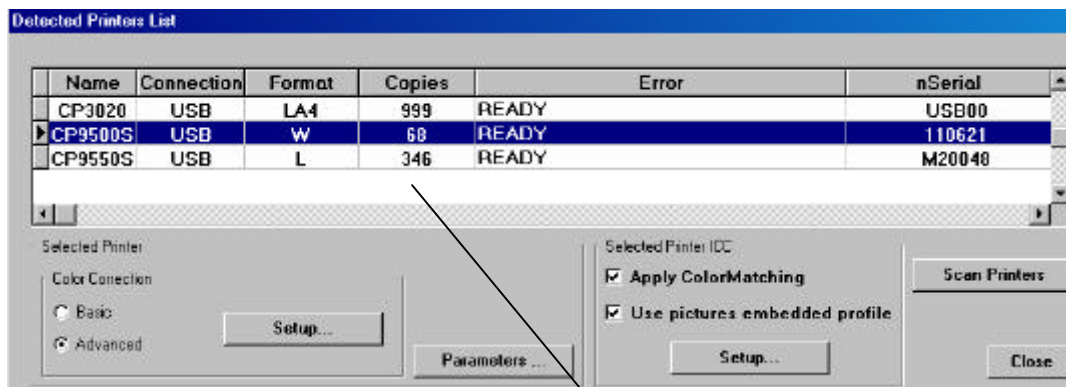 Detected Printers List
Name Connection Format Copies Error nSerial
CP3020 USB LA4 999 READY USB00
CP9500S USB W 68 READY 110621
CP9550S USB L 346 READY M20048
Selected Printer
Color Correction
Basic
Advanced
Setup...
Parameters ...
Selected Printer ICC
Apply ColorMatching
Use pictures embedded profile
Setup...
Scan Printers
Close